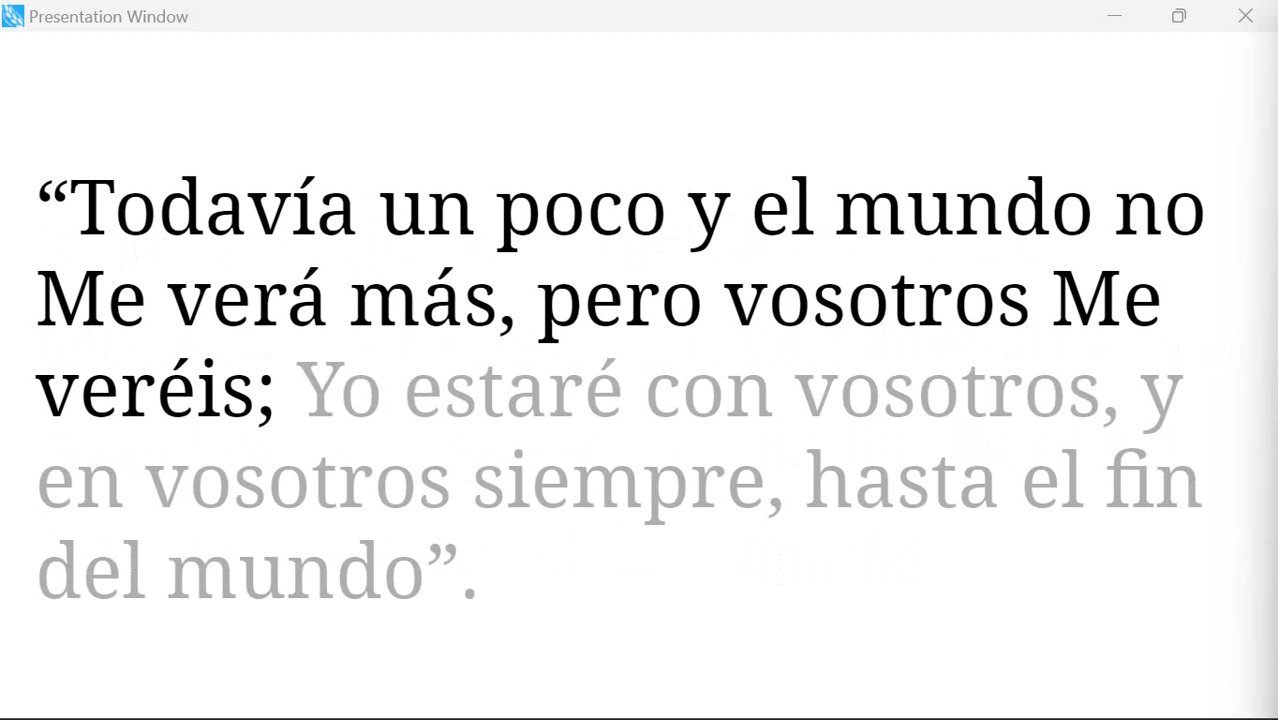 Presentation Window
“Todavía un poco y el mundo no
Me verá más, pero vosotros Me
veréis; Yo estaré con vosotros, y
en vosotros siempre, hasta el fin
del mundo”.